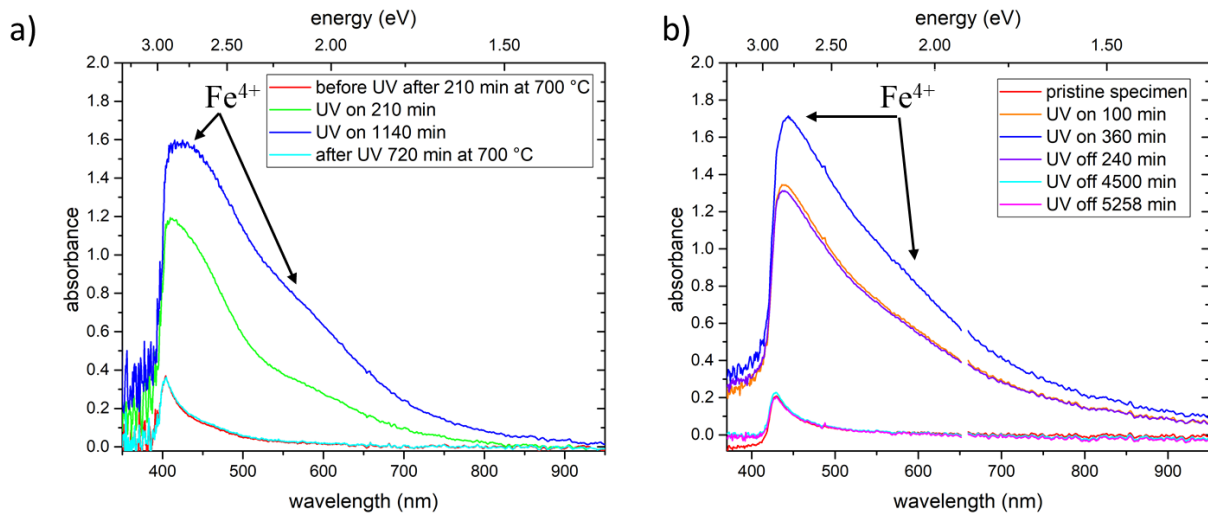 a)
energy (eV)
3.00 2.50 2.00 1.50
2.0
1.8
1.6
1.4
1.2
1.0
0.8
0.6
0.4
0.2
0.0
absorbance
Fe⁴⁺
before UV after 210 min at 700 °C
UV on 210 min
UV on 1140 min
after UV 720 min at 700 °C
400 500 600 700 800 900
wavelength (nm)
b)
energy (eV)
3.00 2.50 2.00 1.50
2.0
1.8
1.6
1.4
1.2
1.0
0.8
0.6
0.4
0.2
0.0
absorbance
Fe⁴⁺
pristine specimen
UV on 100 min
UV on 360 min
UV off 240 min
UV off 4500 min
UV off 5258 min
400 500 600 700 800 900
wavelength (nm)